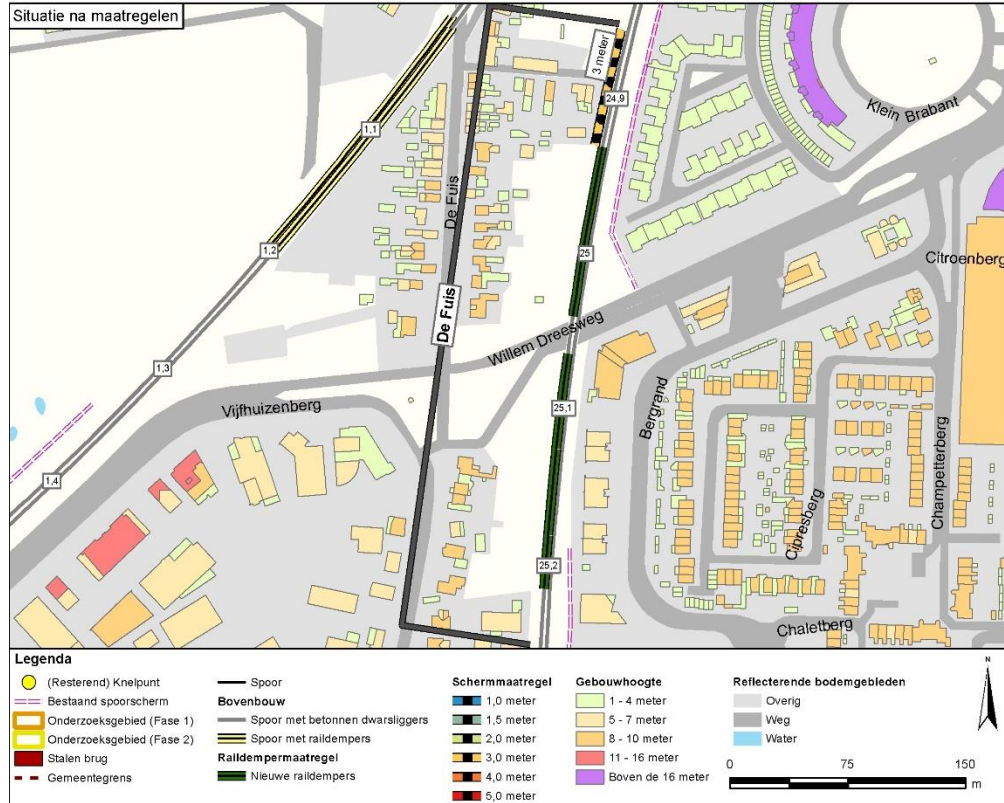 Situatie na maatregelen
3 meter
24,9
1,1
Klein Brabant
De Fuis
1,2
25
Citroenberg
De Fuis
Willem Dreesweg
1,3
25,1
Bergrand
Vijfhuizenberg
1,4
Champetterberg
Cipresberg
25,2
Chaletberg
Legenda
(Resterend) Knelpunt
Bestaand spoorscherm
Onderzoeksgebied (Fase 1)
Onderzoeksgebied (Fase 2)
Stalen brug
Gemeentegrens
Spoor
Bovenbouw
Spoor met betonnen dwarsliggers
Spoor met raildempers
Raildempermaatregel
Nieuwe raildempers
Schermmaatregel
1,0 meter
1,5 meter
2,0 meter
3,0 meter
4,0 meter
5,0 meter
Gebouwhoogte
1 - 4 meter
5 - 7 meter
8 - 10 meter
11 - 16 meter
Boven de 16 meter
Reflecterende bodemgebieden
Overig
Weg
Water
N
0 75 150
m